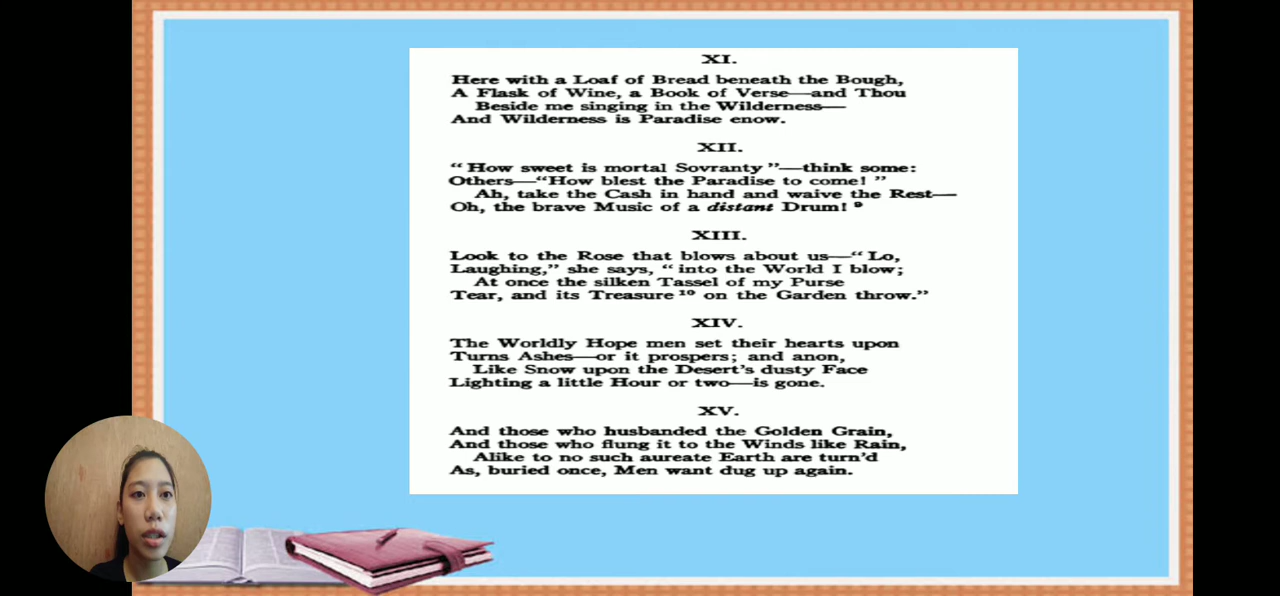 XI.
Here with a Loaf of Bread beneath the Bough,
A Flask of Wine, a Book of Verse—and Thou
Beside me singing in the Wilderness—
And Wilderness is Paradise enow.
XII.
“ How sweet is mortal Sovranty ”—think some:
Others—“How blest the Paradise to come! ”
Ah, take the Cash in hand and waive the Rest—
Oh, the brave Music of a distant Drum! ⁹
XIII.
Look to the Rose that blows about us—“ Lo,
Laughing,” she says, “ into the World I blow;
At once the silken Tassel of my Purse
Tear, and its Treasure ¹⁰ on the Garden throw.”
XIV.
The Worldly Hope men set their hearts upon
Turns Ashes—or it prospers; and anon,
Like Snow upon the Desert’s dusty Face
Lighting a little Hour or two—is gone.
XV.
And those who husbanded the Golden Grain,
And those who flung it to the Winds like Rain,
Alike to no such aureate Earth are turn’d
As, buried once, Men want dug up again.